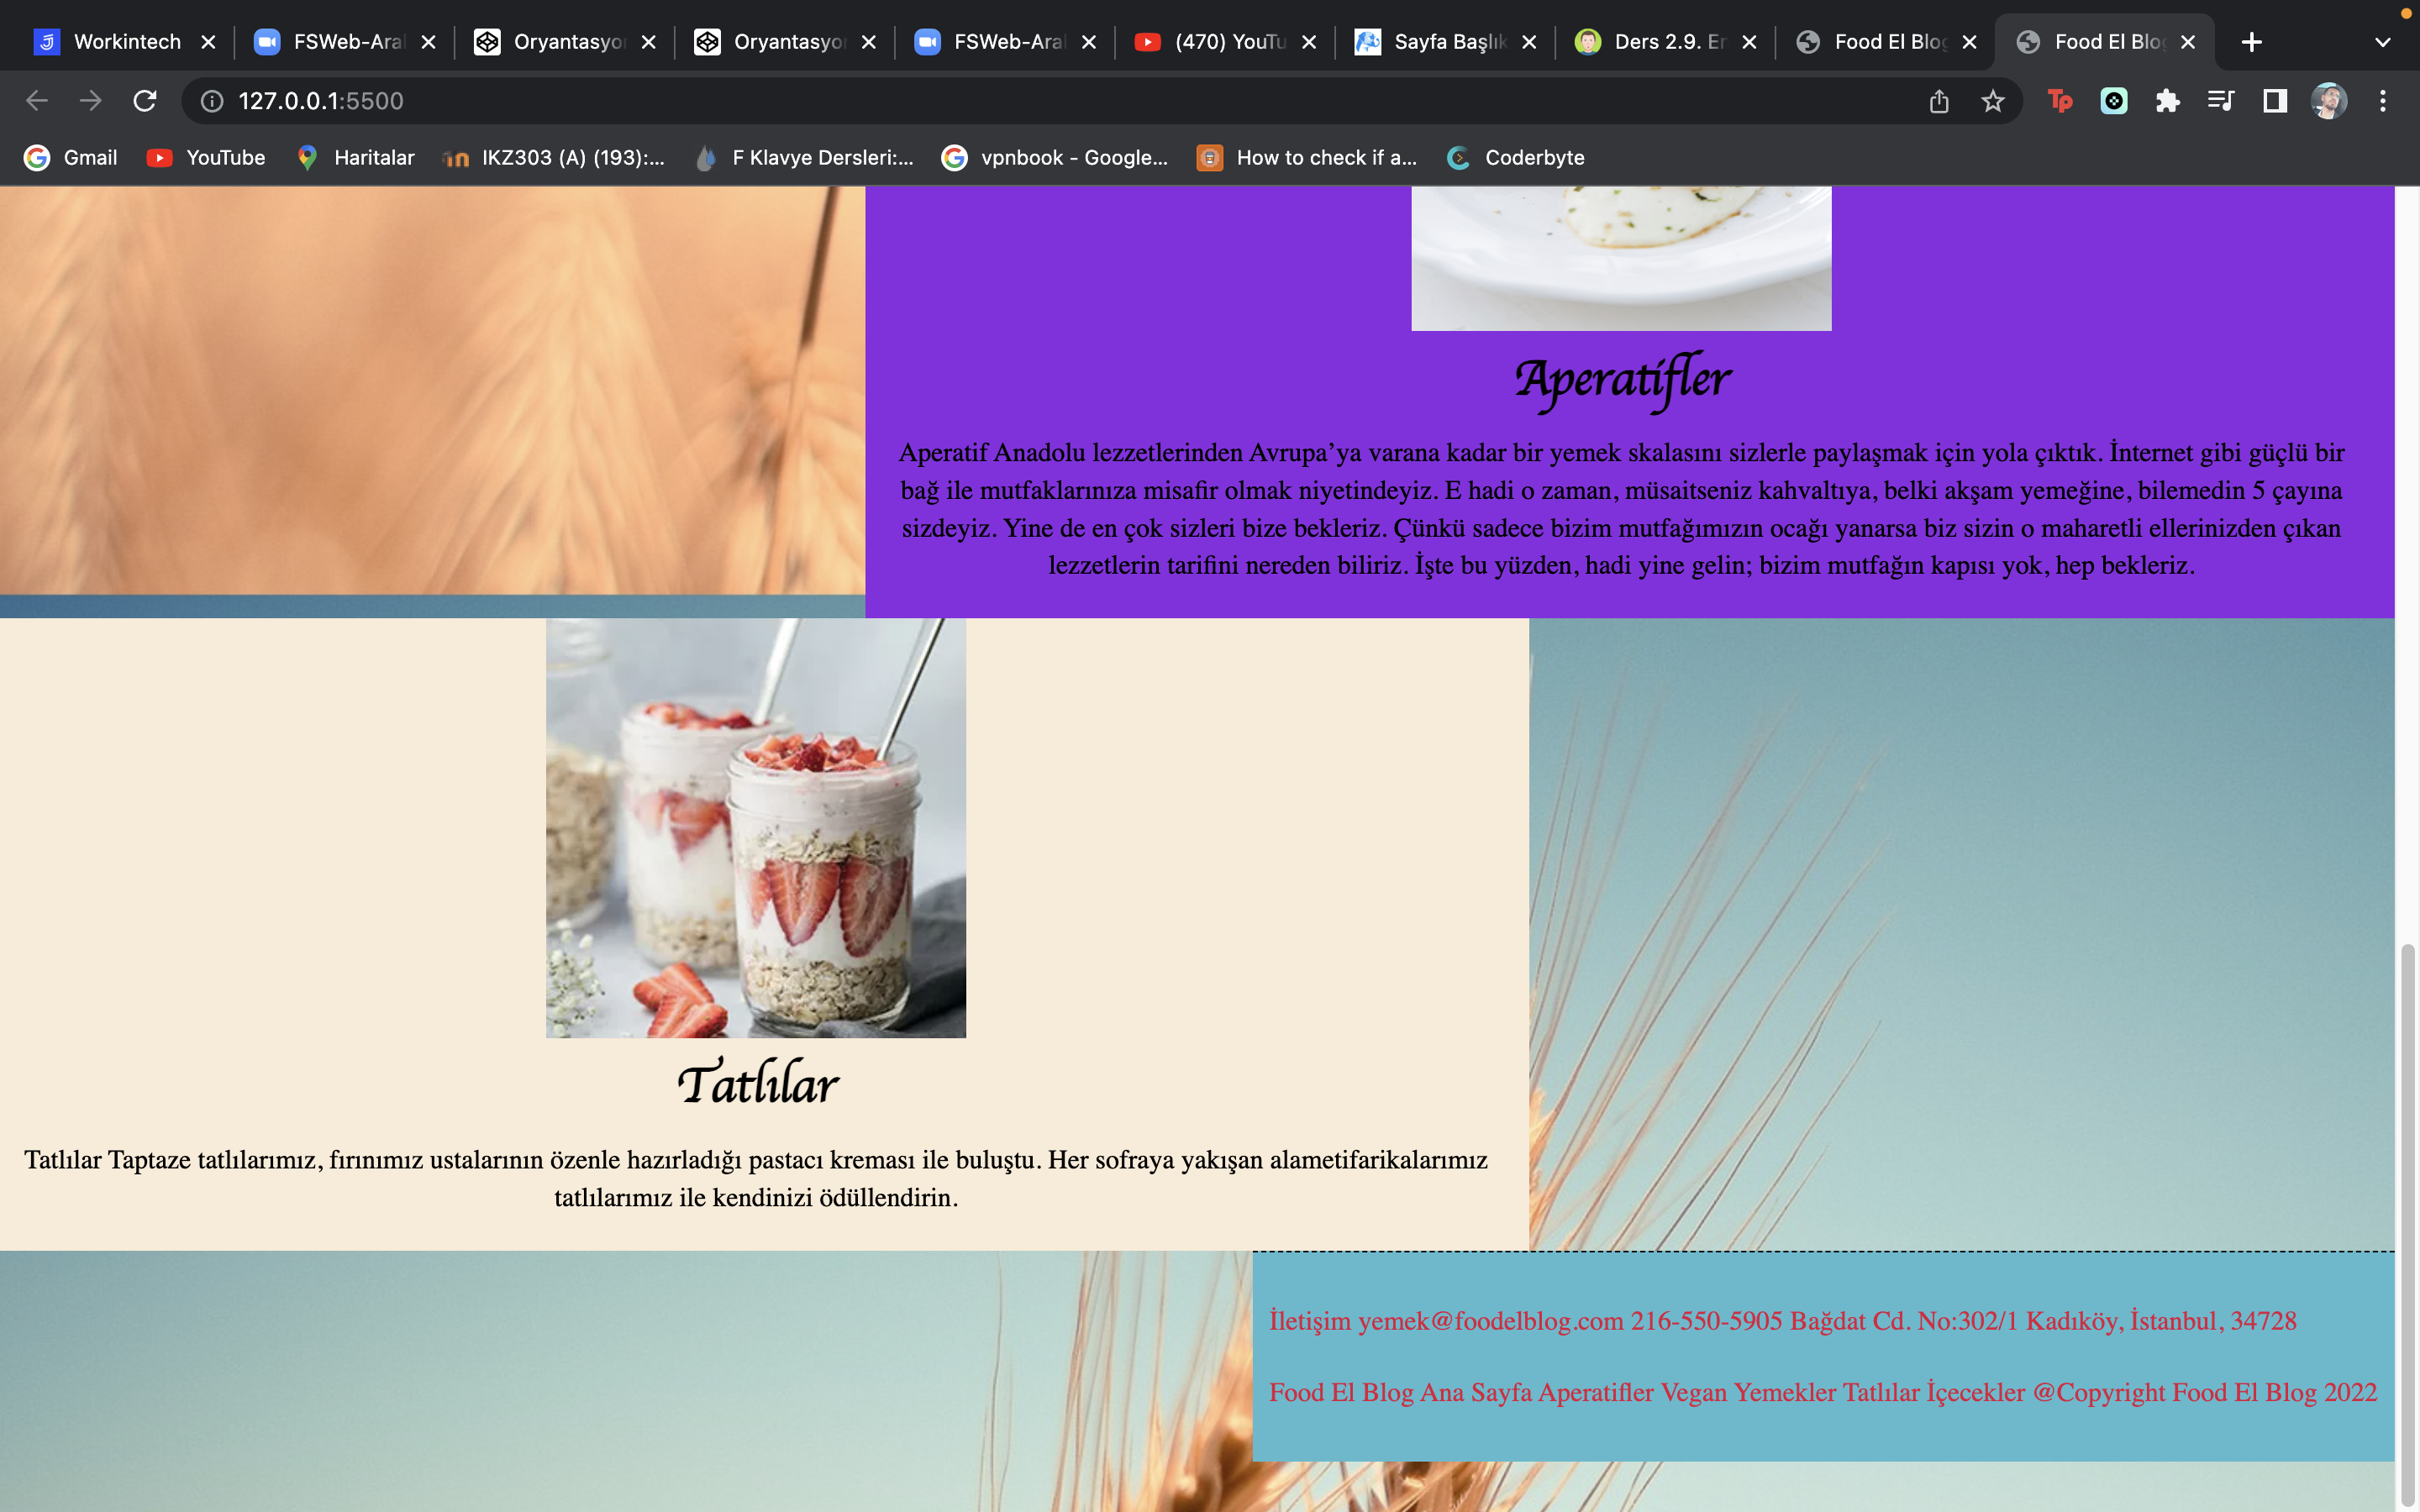 Workintech
FSWeb-Aral
Oryantasyon
Oryantasyon
FSWeb-Aral
(470) YouTu
Sayfa Başlık
Ders 2.9. Er
Food El Blog
Food El Blog
127.0.0.1:5500
Tp
Gmail
YouTube
Haritalar
IKZ303 (A) (193):...
F Klavye Dersleri:...
vpnbook - Google...
How to check if a...
Coderbyte
Aperatifler
Aperatif Anadolu lezzetlerinden Avrupa’ya varana kadar bir yemek skalasını sizlerle paylaşmak için yola çıktık. İnternet gibi güçlü bir
bağ ile mutfaklarınıza misafir olmak niyetindeyiz. E hadi o zaman, müsaitseniz kahvaltıya, belki akşam yemeğine, bilemedin 5 çayına
sizdeyiz. Yine de en çok sizleri bize bekleriz. Çünkü sadece bizim mutfağımızın ocağı yanarsa biz sizin o maharetli ellerinizden çıkan
lezzetlerin tarifini nereden biliriz. İşte bu yüzden, hadi yine gelin; bizim mutfağın kapısı yok, hep bekleriz.
Tatlılar
Tatlılar Taptaze tatlılarımız, fırınımız ustalarının özenle hazırladığı pastacı kreması ile buluştu. Her sofraya yakışan alametifarikalarımız
tatlılarımız ile kendinizi ödüllendirin.
İletişim yemek@foodelblog.com 216-550-5905 Bağdat Cd. No:302/1 Kadıköy, İstanbul, 34728
Food El Blog Ana Sayfa Aperatifler Vegan Yemekler Tatlılar İçecekler @Copyright Food El Blog 2022